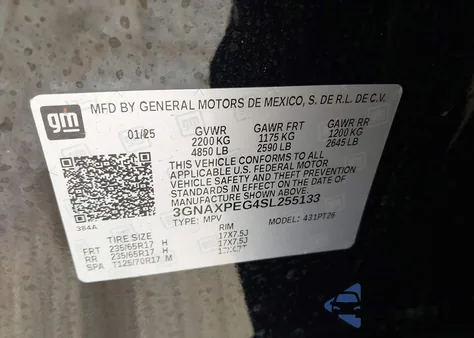 gm
MFD BY GENERAL MOTORS DE MEXICO, S. DE R.L. DE C.V.
01/25 GVWR GAWR FRT GAWR RR
2200 KG 1175 KG 1200 KG
4850 LB 2590 LB 2645 LB
THIS VEHICLE CONFORMS TO ALL
APPLICABLE U.S. FEDERAL MOTOR
VEHICLE SAFETY STANDARDS
IN EFFECT ON THE DATE OF
MANUFACTURE SHOWN ABOVE.
3GNAXPEG4SL255133
384A TYPE: MPV MODEL: 431PT26
TIRE SIZE RIM
FRT 235/65R17 H 17X7.5J
RR 235/65R17 H 17X7.5J
SPA T125/70R17 M